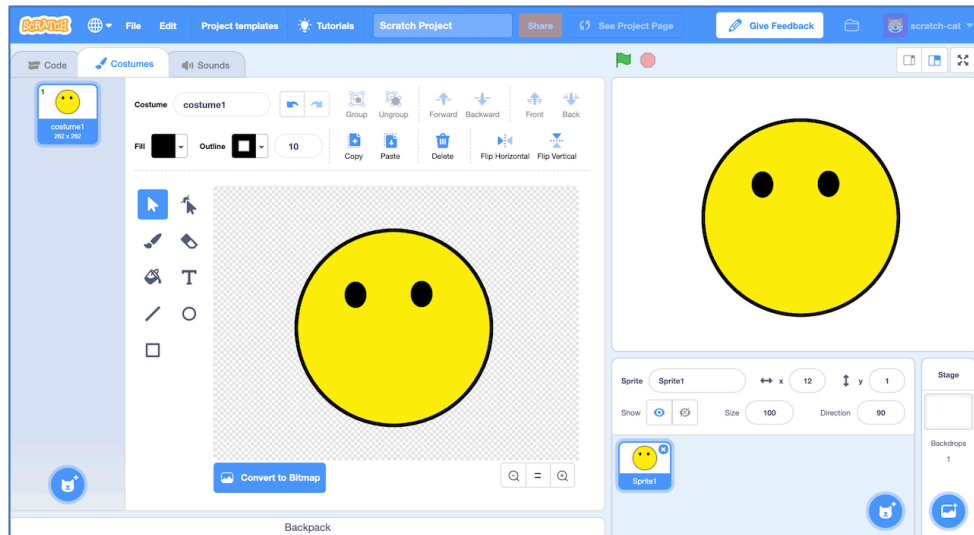 SCRATCH File Edit Project templates Tutorials Scratch Project Share See Project Page Give Feedback scratch-cat
Code Costumes Sounds
1
costume1
262 x 262
Costume costume1 Group Ungroup Forward Backward Front Back
Fill Outline 10 Copy Paste Delete Flip Horizontal Flip Vertical
T
Convert to Bitmap
Backpack
Sprite Sprite1 x 12 y 1
Show Size 100 Direction 90
Sprite1
Stage
Backdrops
1